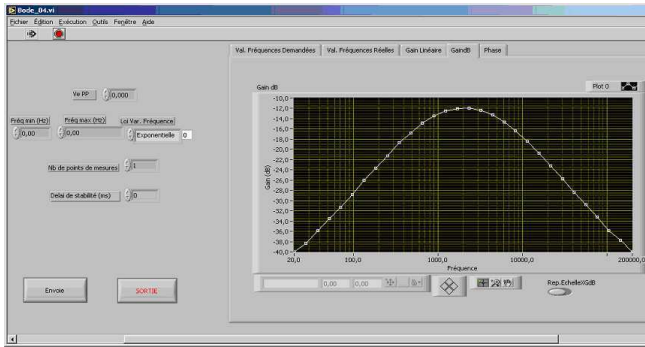 Bode_04.vi
Fichier Édition Exécution Outils Fenêtre Aide
Val. Fréquences Demandées Val. Fréquences Réelles Gain Linéaire GaindB Phase
Ve PP 0,000
Fréq min (Hz) Fréq max (Hz) Loi Var. Fréquence
0,00 0,00 Exponentielle 0
Nb de points de mesures 1
Delai de stabilité (ms) 0
Envoie SORTIE
Gain dB Plot 0
-10,0
-12,0
-14,0
-16,0
-18,0
-20,0
-22,0
-24,0
-26,0
-28,0
-30,0
-32,0
-34,0
-36,0
-38,0
-40,0
Gain (dB)
20,0 100,0 1000,0 10000,0 200000,0
Fréquence
0,00 0,00
Rep.EchelleXGdB